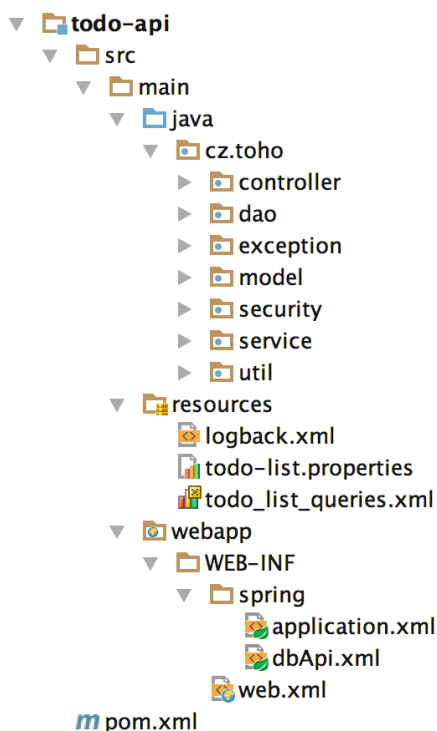 todo-api
src
main
java
cz.toho
controller
dao
exception
model
security
service
util
resources
logback.xml
todo-list.properties
todo_list_queries.xml
webapp
WEB-INF
spring
application.xml
dbApi.xml
web.xml
m pom.xml